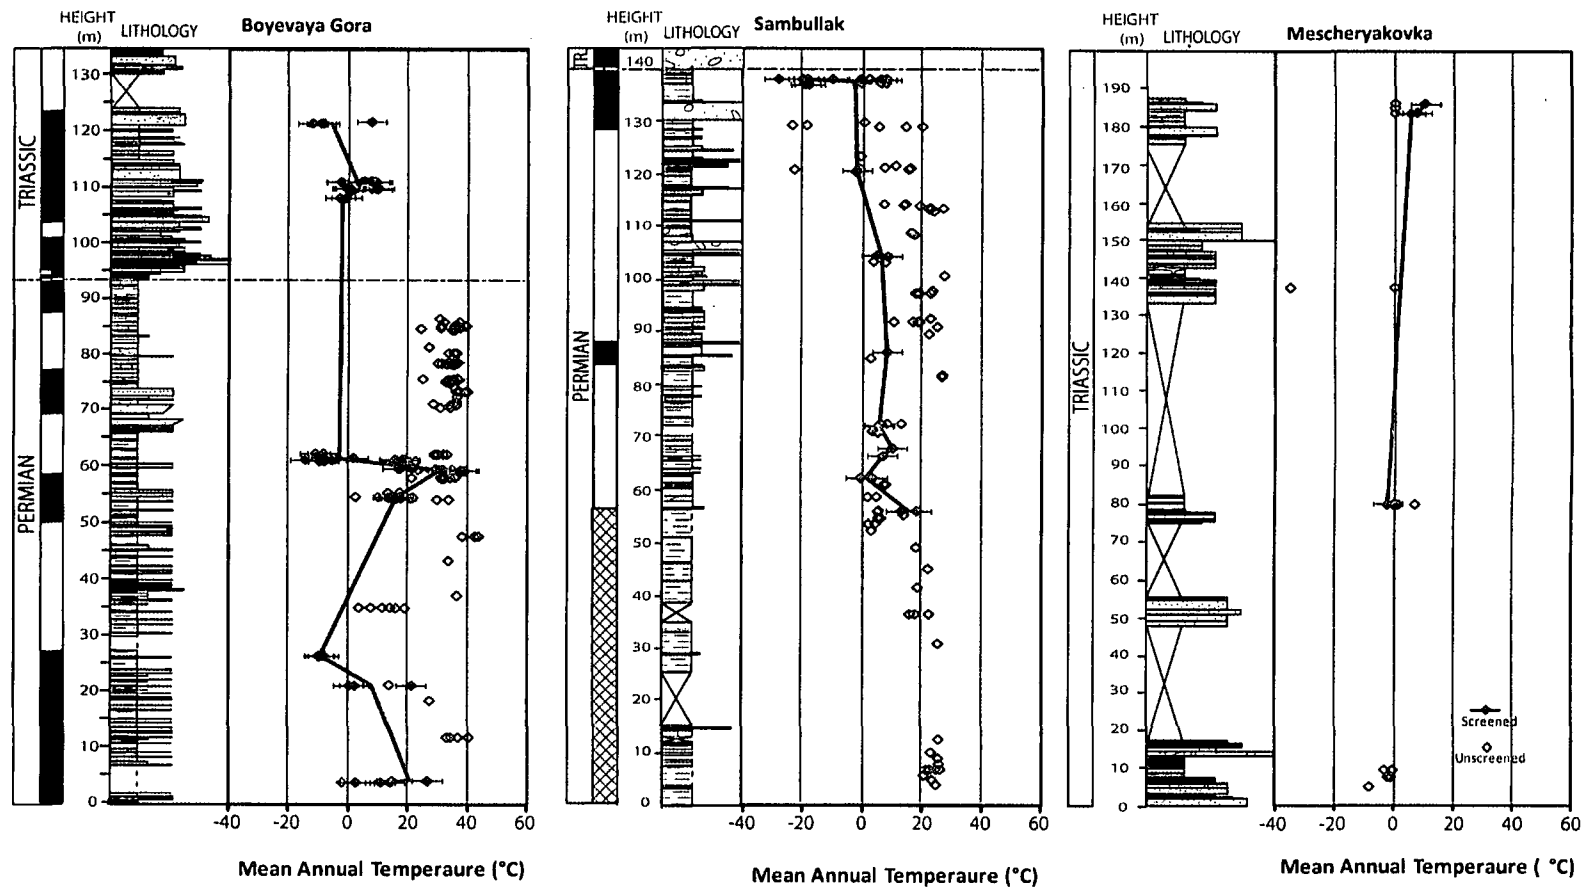 HEIGHT
(m)
LITHOLOGY
Boyevaya Gora
130
120
110
100
90
80
70
60
50
40
30
20
10
0
TRIASSIC
PERMIAN
-40 0 20 40 60
Mean Annual Temperaure (°C)
HEIGHT
(m)
LITHOLOGY
Sambullak
140
130
120
110
100
90
80
70
60
50
40
30
20
10
0
TR.
PERMIAN
-40 -20 0 20 40 60
Mean Annual Temperaure (°C)
HEIGHT
(m)
LITHOLOGY
Mescheryakovka
190
180
170
160
150
140
130
120
110
100
90
80
70
60
50
40
30
20
10
0
TRIASSIC
Screened
Unscreened
-40 -20 0 20 40 60
Mean Annual Temperaure ( °C)